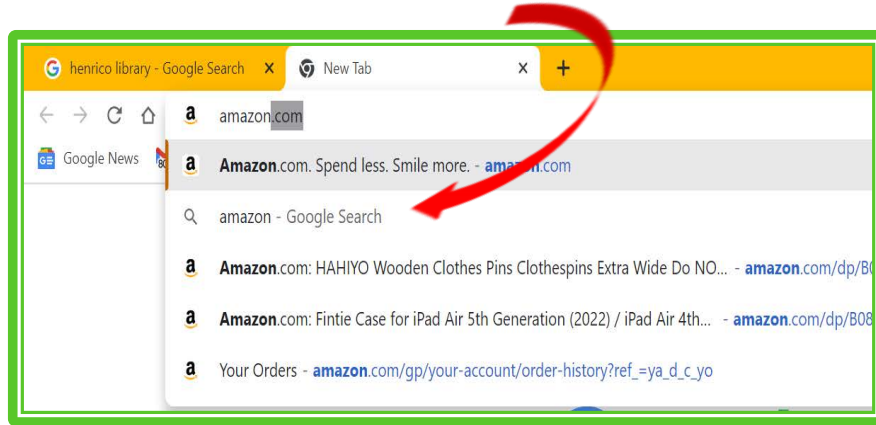 henrico library - Google Search
New Tab
amazon.com
Google News
Amazon.com. Spend less. Smile more. - amazon.com
amazon - Google Search
Amazon.com: HAHIYO Wooden Clothes Pins Clothespins Extra Wide Do NO... - amazon.com/dp/B0
Amazon.com: Fintie Case for iPad Air 5th Generation (2022) / iPad Air 4th... - amazon.com/dp/B08
Your Orders - amazon.com/gp/your-account/order-history?ref_=ya_d_c_yo